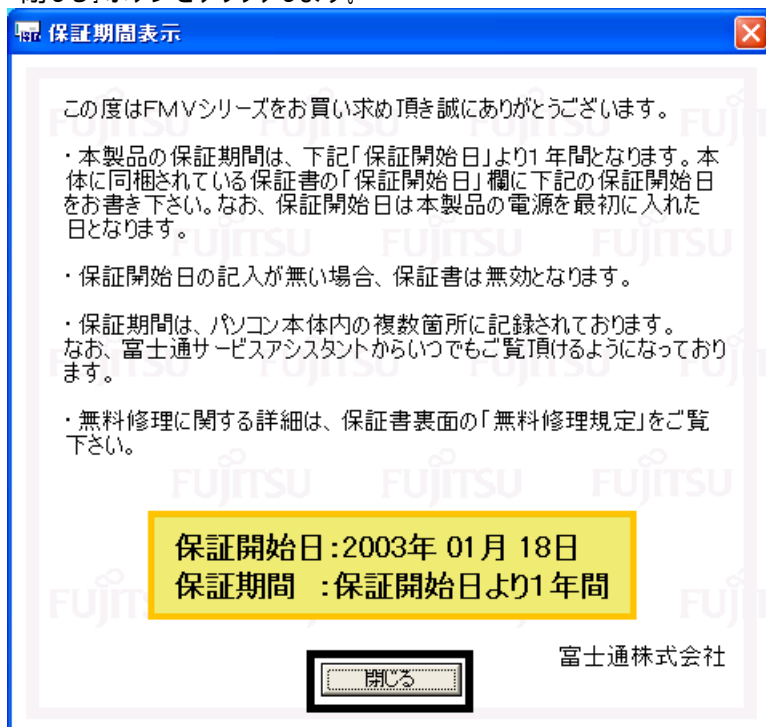 保証期間表示
この度はFMVシリーズをお買い求め頂き誠にありがとうございます。
・本製品の保証期間は、下記「保証開始日」より1年間となります。本
体に同梱されている保証書の「保証開始日」欄に下記の保証開始日
をお書き下さい。なお、保証開始日は本製品の電源を最初に入れた
日となります。
・保証開始日の記入が無い場合、保証書は無効となります。
・保証期間は、パソコン本体内の複数箇所に記録されております。
なお、富士通サービスアシスタントからいつでもご覧頂けるようになっており
ます。
・無料修理に関する詳細は、保証書裏面の「無料修理規定」をご覧
下さい。
FUJITSU FUJITSU FUJITSU
保証開始日:2003年 01月 18日
保証期間 :保証開始日より1年間
富士通株式会社
閉じる